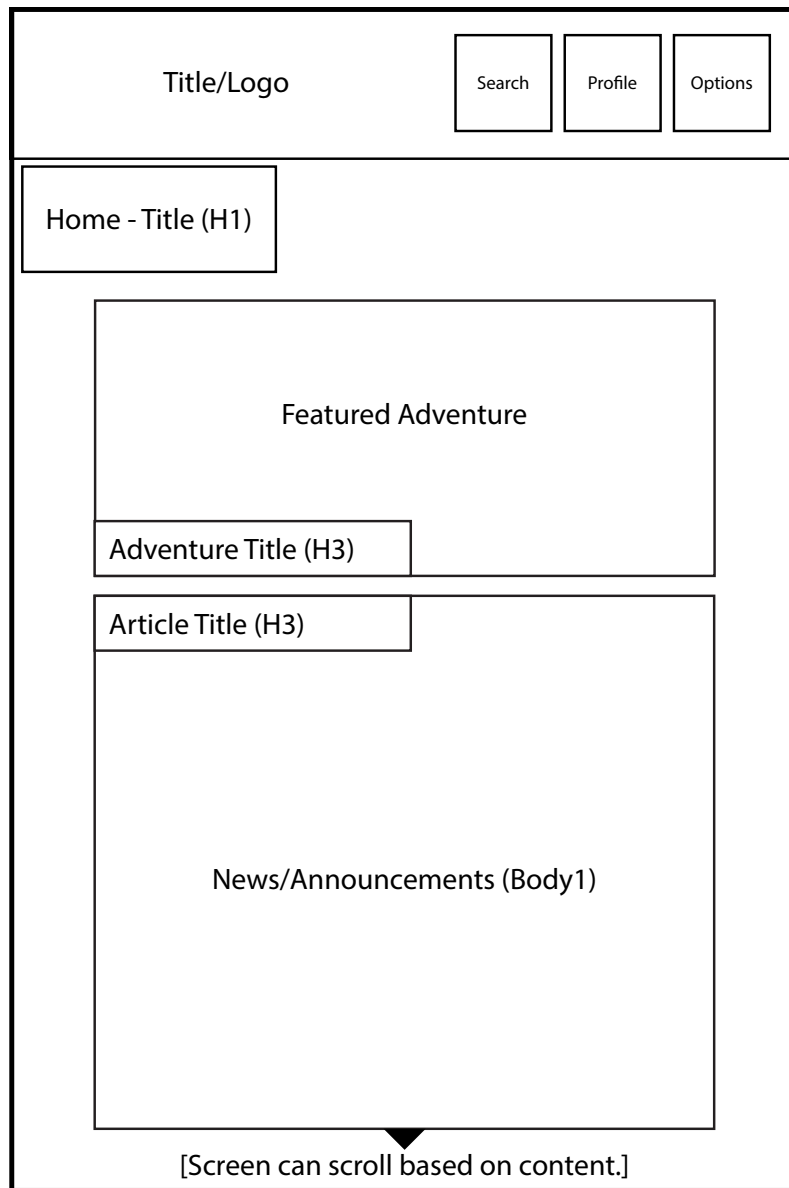 Title/Logo
Search
Profile
Options
Home - Title (H1)
Featured Adventure
Adventure Title (H3)
Article Title (H3)
News/Announcements (Body1)
[Screen can scroll based on content.]